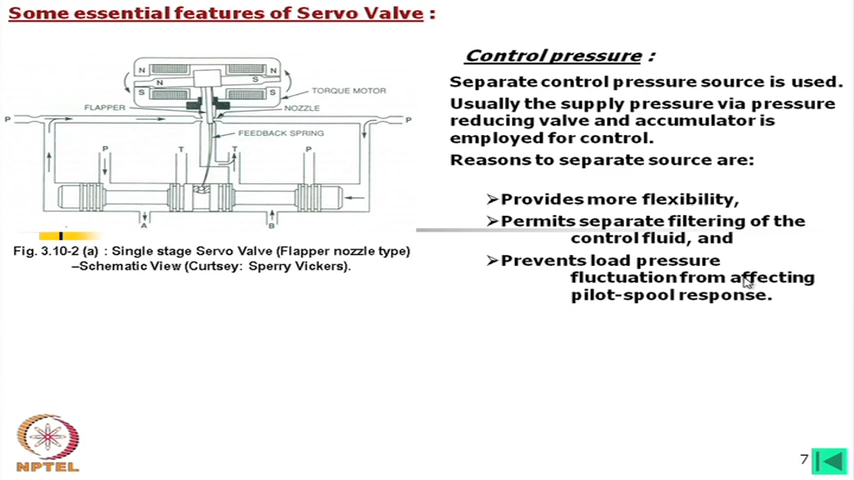 Some essential features of Servo Valve :
Control pressure :
Separate control pressure source is used.
Usually the supply pressure via pressure
reducing valve and accumulator is
employed for control.
Reasons to separate source are:
➢Provides more flexibility,
➢Permits separate filtering of the
control fluid, and
➢Prevents load pressure
fluctuation from affecting
pilot-spool response.
N N
N S
S S
TORQUE MOTOR
FLAPPER
NOZZLE
P P
FEEDBACK SPRING
P T T P
A B
Fig. 3.10-2 (a) : Single stage Servo Valve (Flapper nozzle type)
–Schematic View (Curtsey: Sperry Vickers).
NPTEL
7